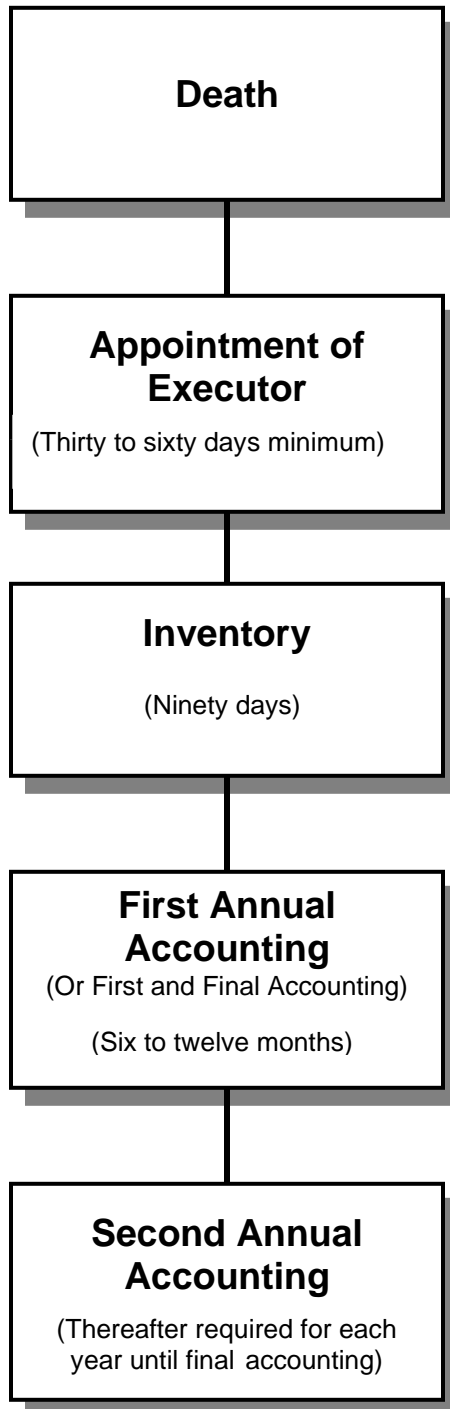 Death
Appointment of
Executor
(Thirty to sixty days minimum)
Inventory
(Ninety days)
First Annual
Accounting
(Or First and Final Accounting)
(Six to twelve months)
Second Annual
Accounting
(Thereafter required for each
year until final accounting)